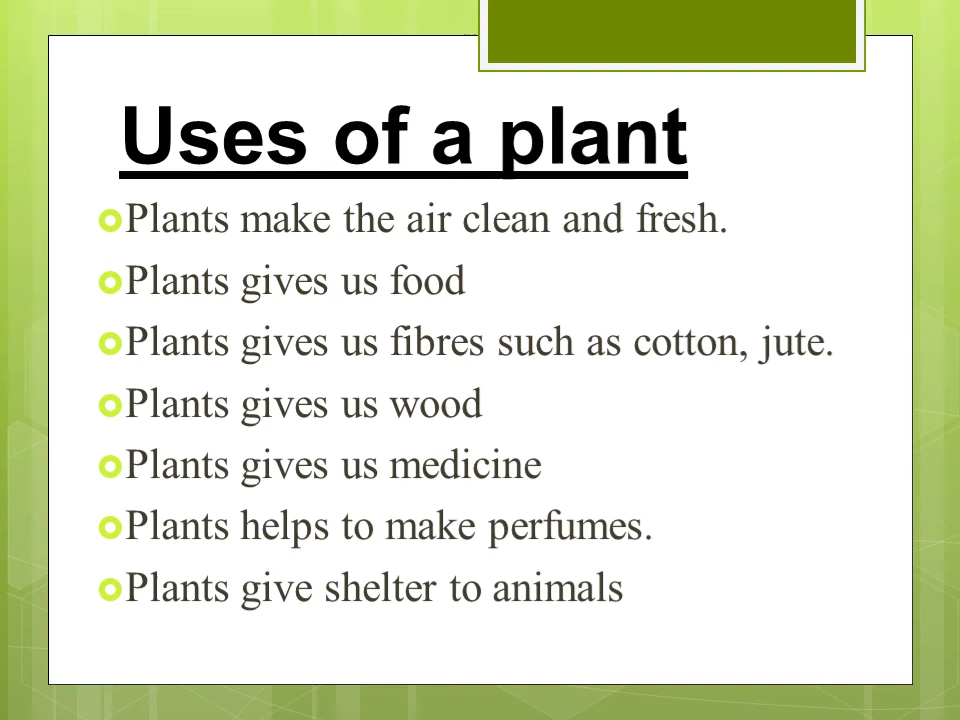 Uses of a plant
Plants make the air clean and fresh.
Plants gives us food
Plants gives us fibres such as cotton, jute.
Plants gives us wood
Plants gives us medicine
Plants helps to make perfumes.
Plants give shelter to animals